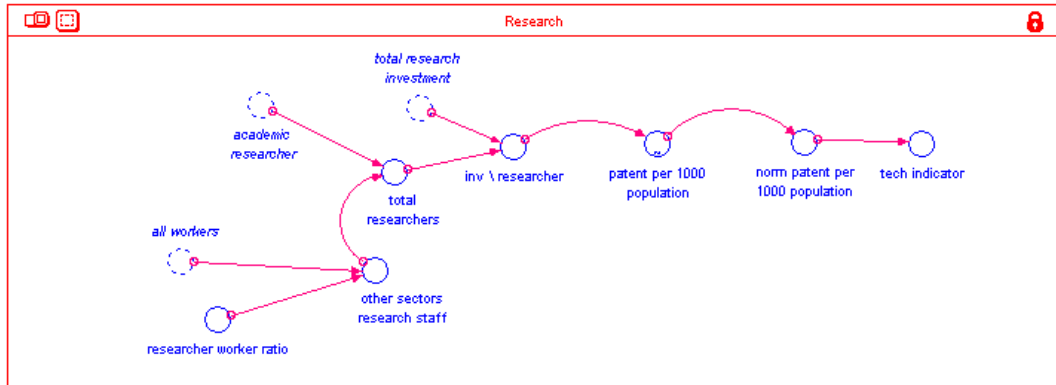 Research
total research
investment
academic
researcher
inv \ researcher
patent per 1000
population
norm patent per
1000 population
tech indicator
total
researchers
all workers
other sectors
research staff
researcher worker ratio